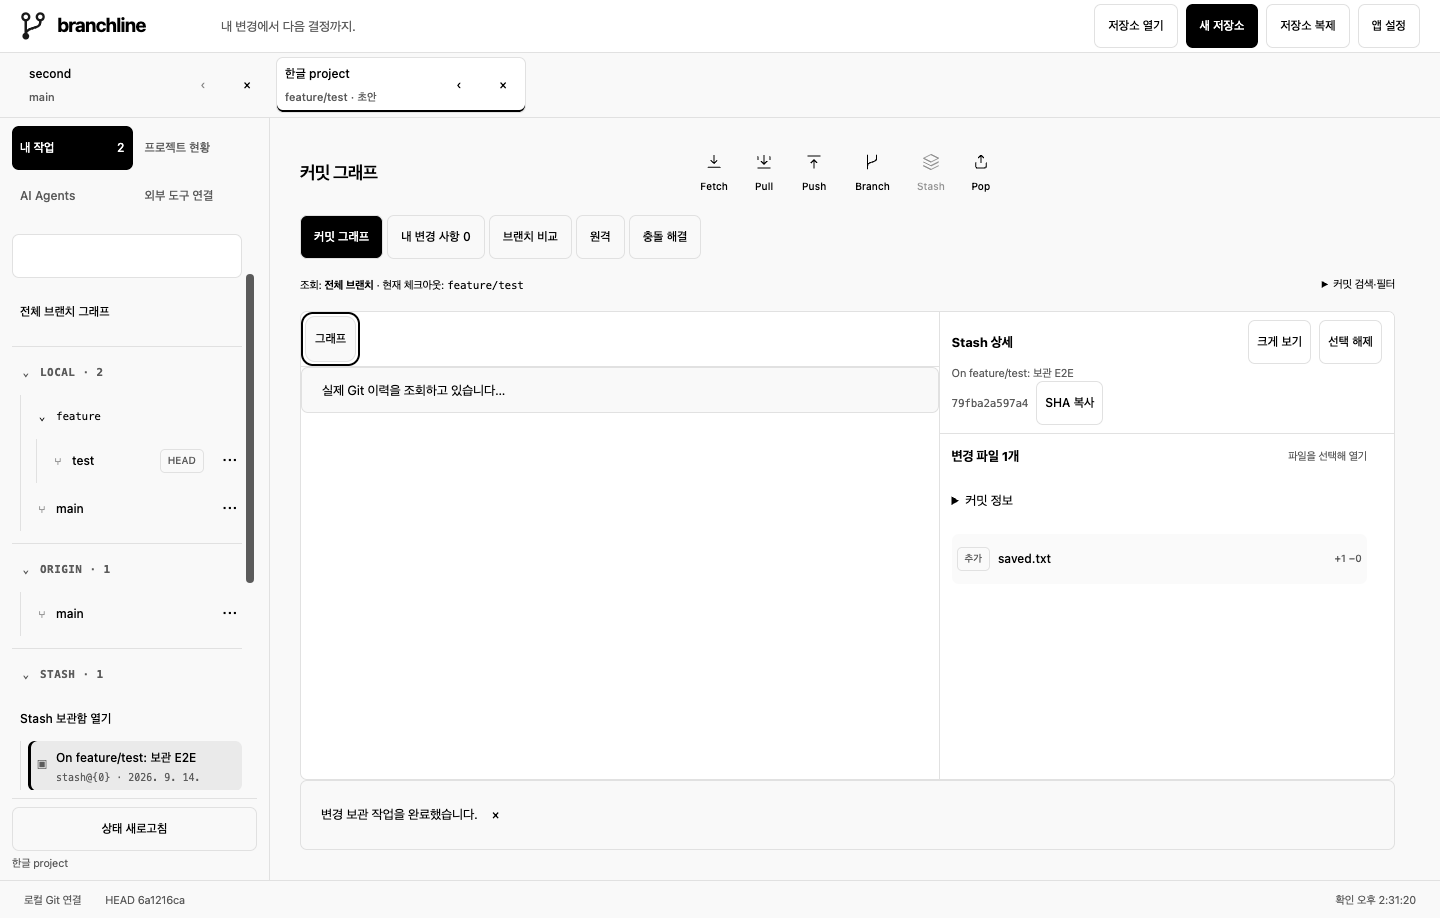 branchline
내 변경에서 다음 결정까지.
저장소 열기
새 저장소
저장소 복제
앱 설정
second
main
‹
×
한글 project
feature/test · 초안
‹
×
내 작업 2
프로젝트 현황
AI Agents
외부 도구 연결
전체 브랜치 그래프
LOCAL · 2
feature
test HEAD ···
main ···
ORIGIN · 1
main ···
STASH · 1
Stash 보관함 열기
On feature/test: 보관 E2E
stash@{0} · 2026. 9. 14.
상태 새로고침
한글 project
커밋 그래프
Fetch
Pull
Push
Branch
Stash
Pop
커밋 그래프
내 변경 사항 0
브랜치 비교
원격
충돌 해결
조회: 전체 브랜치 · 현재 체크아웃: feature/test
▶ 커밋 검색·필터
그래프
실제 Git 이력을 조회하고 있습니다…
Stash 상세
크게 보기
선택 해제
On feature/test: 보관 E2E
79fba2a597a4
SHA 복사
변경 파일 1개
파일을 선택해 열기
▶ 커밋 정보
추가 saved.txt +1 −0
변경 보관 작업을 완료했습니다. ×
로컬 Git 연결
HEAD 6a1216ca
확인 오후 2:31:20